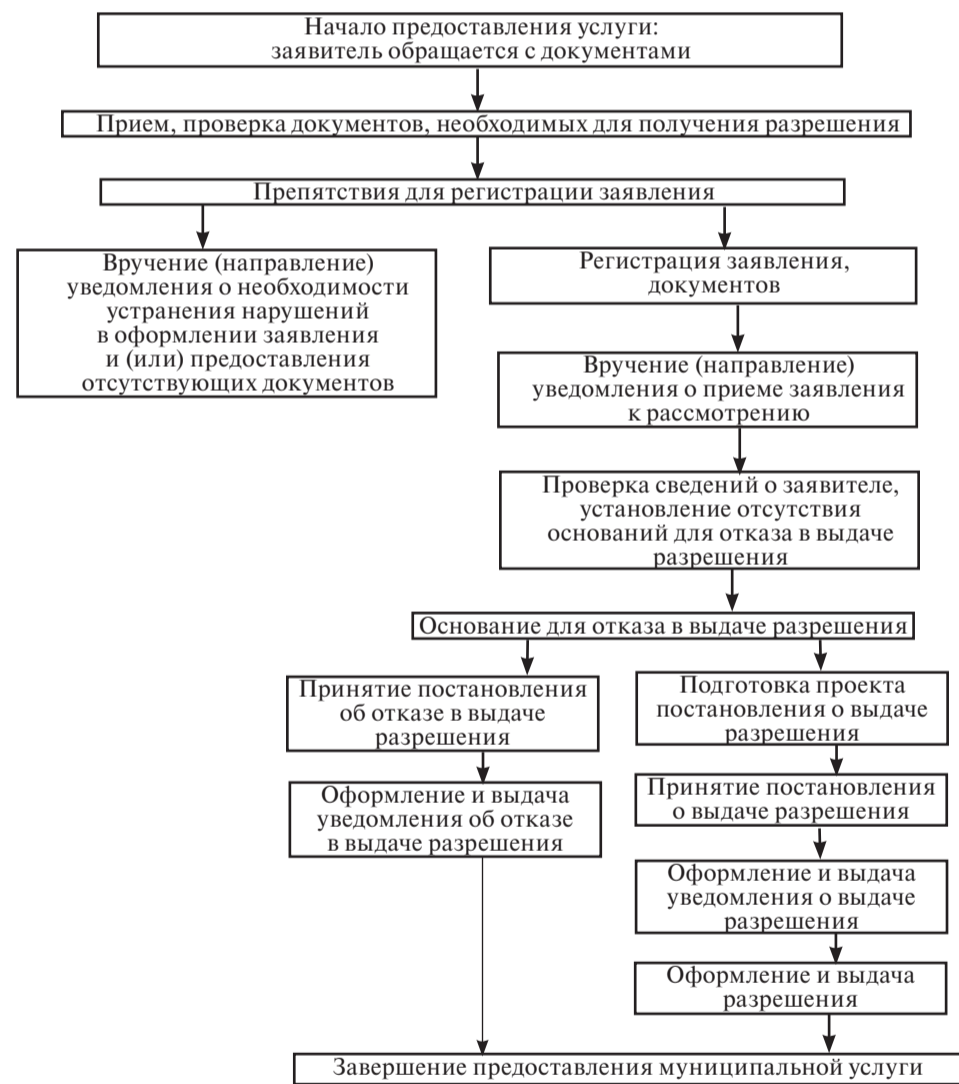 Начало предоставления услуги:
заявитель обращается с документами
Прием, проверка документов, необходимых для получения разрешения
Препятствия для регистрации заявления
Вручение (направление)
уведомления о необходимости
устранения нарушений
в оформлении заявления
и (или) предоставления
отсутствующих документов
Регистрация заявления,
документов
Вручение (направление)
уведомления о приеме заявления
к рассмотрению
Проверка сведений о заявителе,
установление отсутствия
оснований для отказа в выдаче
разрешения
Основание для отказа в выдаче разрешения
Принятие постановления
об отказе в выдаче
разрешения
Оформление и выдача
уведомления об отказе
в выдаче разрешения
Подготовка проекта
постановления о выдаче
разрешения
Принятие постановления
о выдаче разрешения
Оформление и выдача
уведомления о выдаче
разрешения
Оформление и выдача
разрешения
Завершение предоставления муниципальной услуги